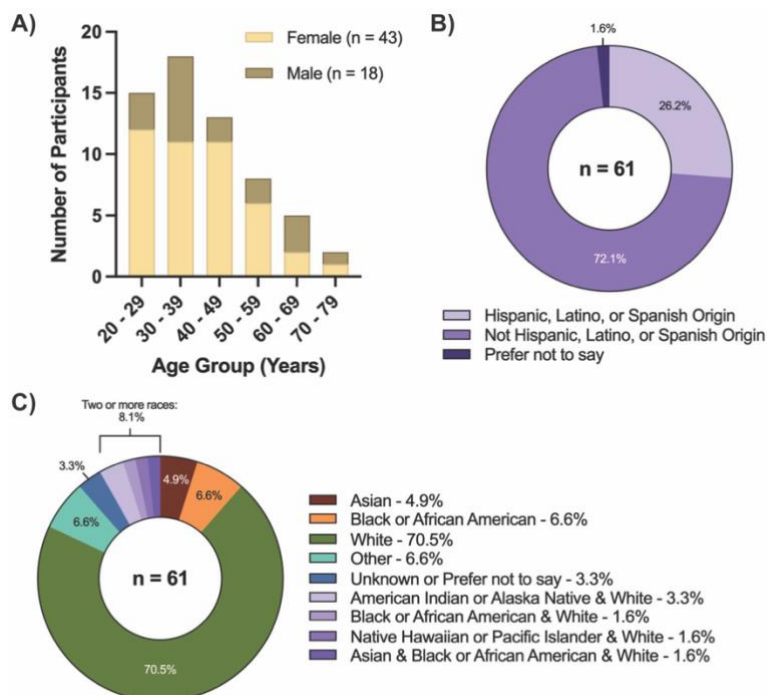 A)
20
15
10
5
0
Number of Participants
Female (n = 43)
Male (n = 18)
20 - 29
30 - 39
40 - 49
50 - 59
60 - 69
70 - 79
Age Group (Years)
B)
1.6%
26.2%
n = 61
72.1%
Hispanic, Latino, or Spanish Origin
Not Hispanic, Latino, or Spanish Origin
Prefer not to say
C)
Two or more races:
8.1%
3.3%
4.9%
6.6%
6.6%
n = 61
70.5%
Asian - 4.9%
Black or African American - 6.6%
White - 70.5%
Other - 6.6%
Unknown or Prefer not to say - 3.3%
American Indian or Alaska Native & White - 3.3%
Black or African American & White - 1.6%
Native Hawaiian or Pacific Islander & White - 1.6%
Asian & Black or African American & White - 1.6%